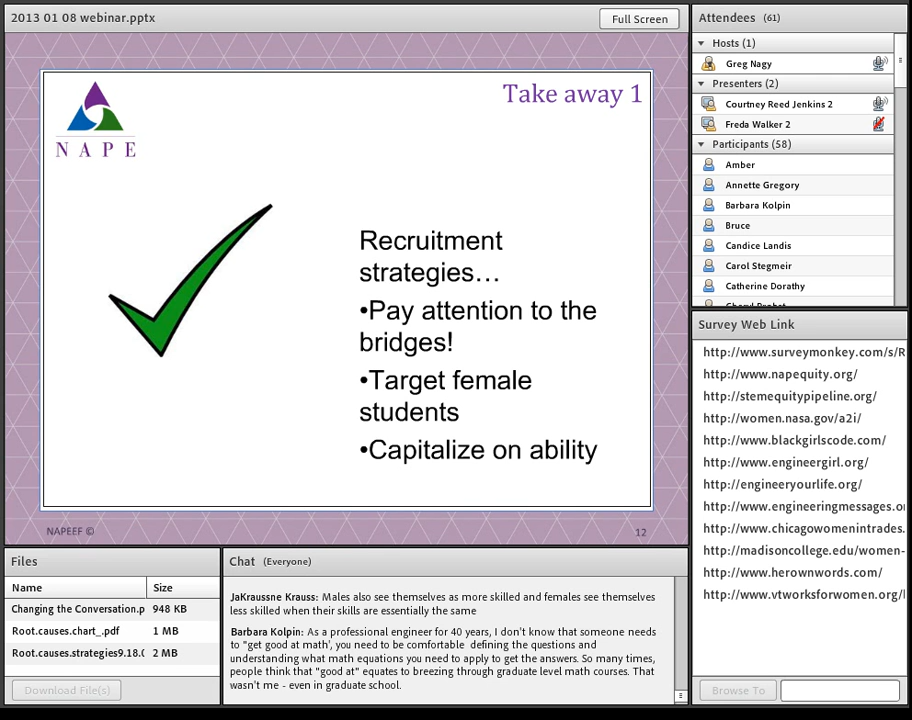 2013 01 08 webinar.pptx
Full Screen
NAPE
Take away 1
Recruitment
strategies…
•Pay attention to the
bridges!
•Target female
students
•Capitalize on ability
NAPEEF ©
12
Attendees (61)
Hosts (1)
Greg Nagy
Presenters (2)
Courtney Reed Jenkins 2
Freda Walker 2
Participants (58)
Amber
Annette Gregory
Barbara Kolpin
Bruce
Candice Landis
Carol Stegmeir
Catherine Dorathy
Survey Web Link
http://www.surveymonkey.com/s/R
http://www.napequity.org/
http://stemequitypipeline.org/
http://women.nasa.gov/a2i/
http://www.blackgirlscode.com/
http://www.engineergirl.org/
http://engineeryourlife.org/
http://www.engineeringmessages.o
http://www.chicagowomenintrades.
http://madisoncollege.edu/women-
http://www.herownwords.com/
http://www.vtworksforwomen.org/
Browse To
Files
Name Size
Changing the Conversation.p 948 KB
Root.causes.chart_.pdf 1 MB
Root.causes.strategies9.18.( 2 MB
Download File(s)
Chat (Everyone)
JaKraussne Krauss: Males also see themselves as more skilled and females see themselves
less skilled when their skills are essentially the same
Barbara Kolpin: As a professional engineer for 40 years, I don't know that someone needs
to "get good at math', you need to be comfortable defining the questions and
understanding what math equations you need to apply to get the answers. So many times,
people think that "good at" equates to breezing through graduate level math courses. That
wasn't me - even in graduate school.